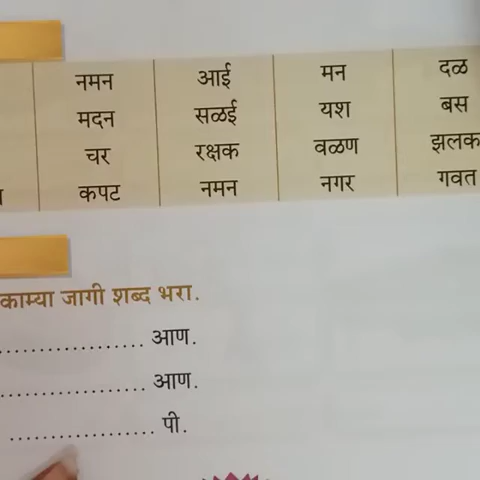 नमन आई मन दळ
मदन सळई यश बस
चर रक्षक वळण झलक
कपट नमन नगर गवत
काम्या जागी शब्द भरा.
.................. आण.
.................. आण.
.................. पी.